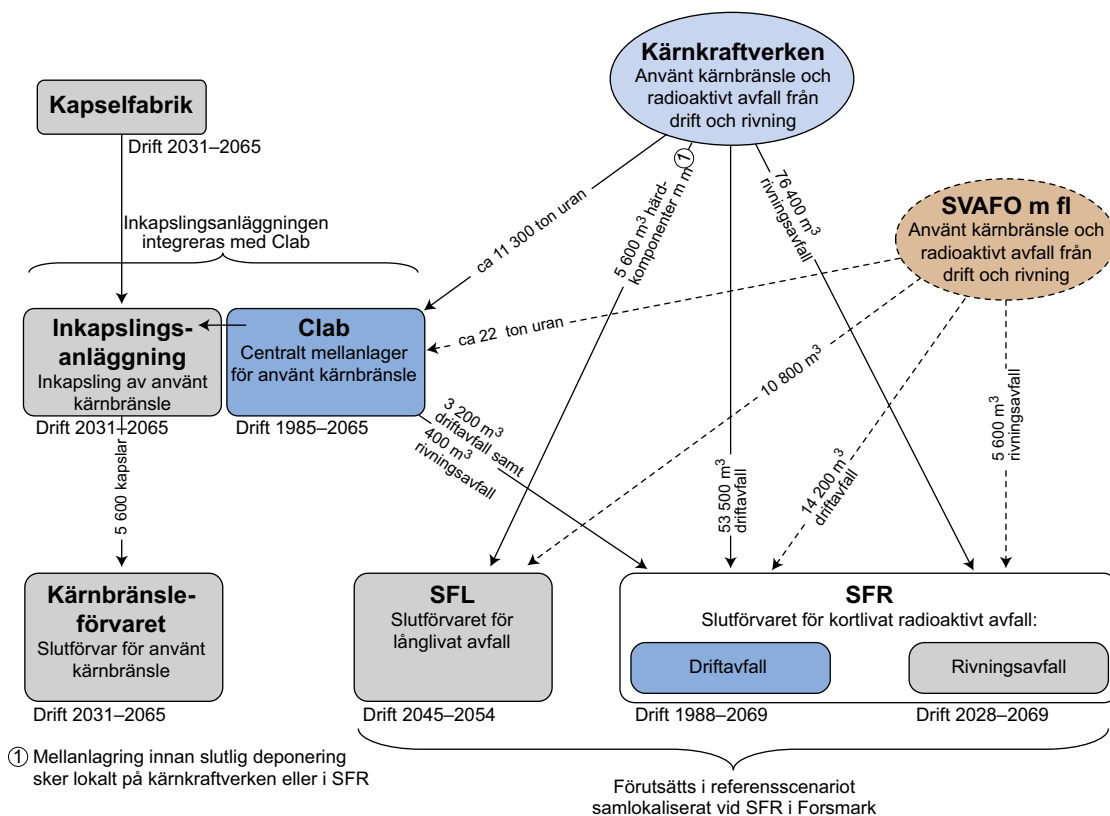 Kärnkraftverken
Använt kärnbränsle och
radioaktivt avfall från
drift och rivning
Kapselfabrik
Drift 2031–2065
SVAFO m fl
Använt kärnbränsle och
radioaktivt avfall från
drift och rivning
Inkapslingsanläggningen
integreras med Clab
ca 11 300 ton uran
5 600 m³ härd-
komponenter m m ①
76 400 m³
rivningsavfall
ca 22 ton uran
10 800 m³
Inkapslings-
anläggning
Inkapsling av använt
kärnbränsle
Drift 2031–2065
Clab
Centralt mellanlager
för använt kärnbränsle
Drift 1985–2065
3 200 m³
driftavfall samt
400 m³
rivningsavfall
53 500 m³
driftavfall
14 200 m³
driftavfall
5 600 m³
rivningsavfall
5 600 kapslar
Kärnbränsle-
förvaret
Slutförvar för använt
kärnbränsle
Drift 2031–2065
SFL
Slutförvaret för
långlivat avfall
Drift 2045–2054
SFR
Slutförvaret för kortlivat radioaktivt avfall:
Driftavfall
Rivningsavfall
Drift 1988–2069
Drift 2028–2069
① Mellanlagring innan slutlig deponering
sker lokalt på kärnkraftverken eller i SFR
Förutsätts i referensscenariot
samlokaliserat vid SFR i Forsmark